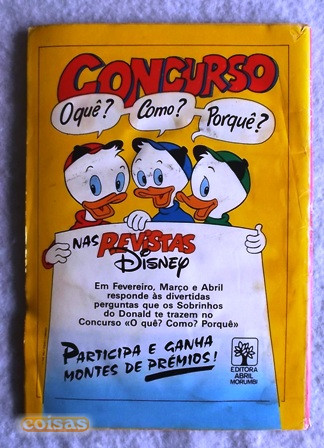 CONCURSO
O quê? Como? Porquê?
NAS REVISTAS
Disney
Em Fevereiro, Março e Abril
responde às divertidas
perguntas que os Sobrinhos
do Donald te trazem no
Concurso «O quê? Como? Porquê»
PARTICIPA E GANHA
MONTES DE PRÉMIOS!
EDITORA
ABRIL
MORUMBI
coisas